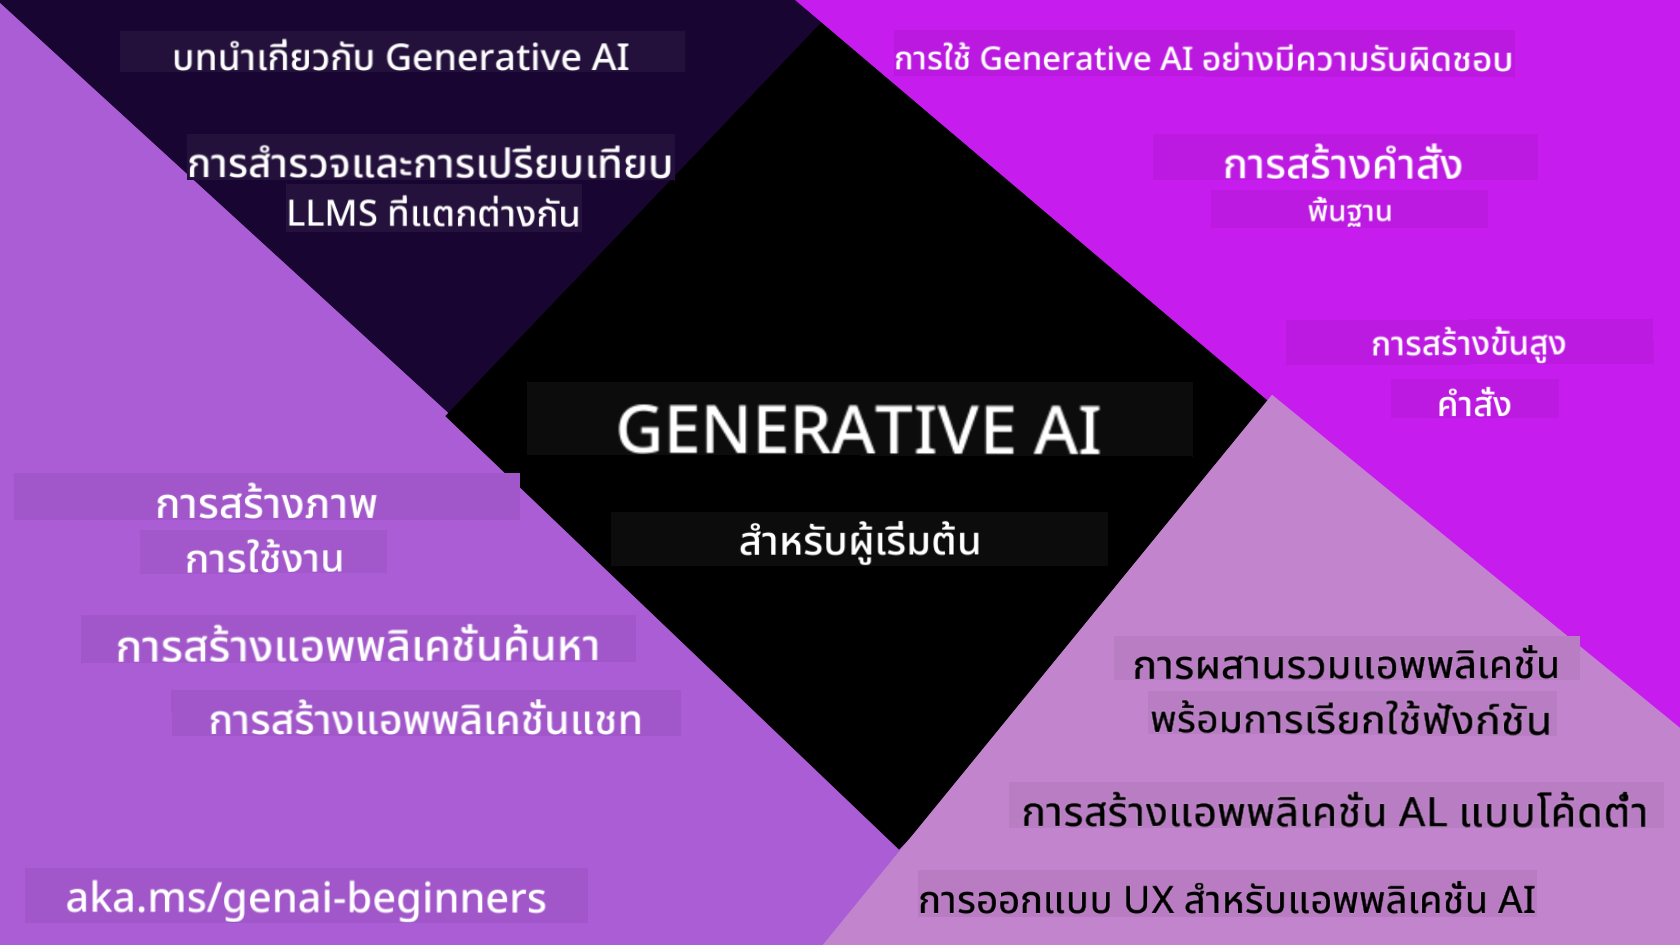 บทนำเกี่ยวกับ Generative AI
การสำรวจและการเปรียบเทียบ
LLMS ที่แตกต่างกัน
การใช้ Generative AI อย่างมีความรับผิดชอบ
การสร้างคำสั่ง
พื้นฐาน
การสร้างขั้นสูง
คำสั่ง
GENERATIVE AI
สำหรับผู้เริ่มต้น
การสร้างภาพ
การใช้งาน
การสร้างแอพพลิเคชั่นค้นหา
การสร้างแอพพลิเคชั่นแชท
aka.ms/genai-beginners
การผสานรวมแอพพลิเคชั่น
พร้อมการเรียกใช้ฟังก์ชัน
การสร้างแอพพลิเคชั่น AL แบบโค้ดต่ำ
การออกแบบ UX สำหรับแอพพลิเคชั่น AI